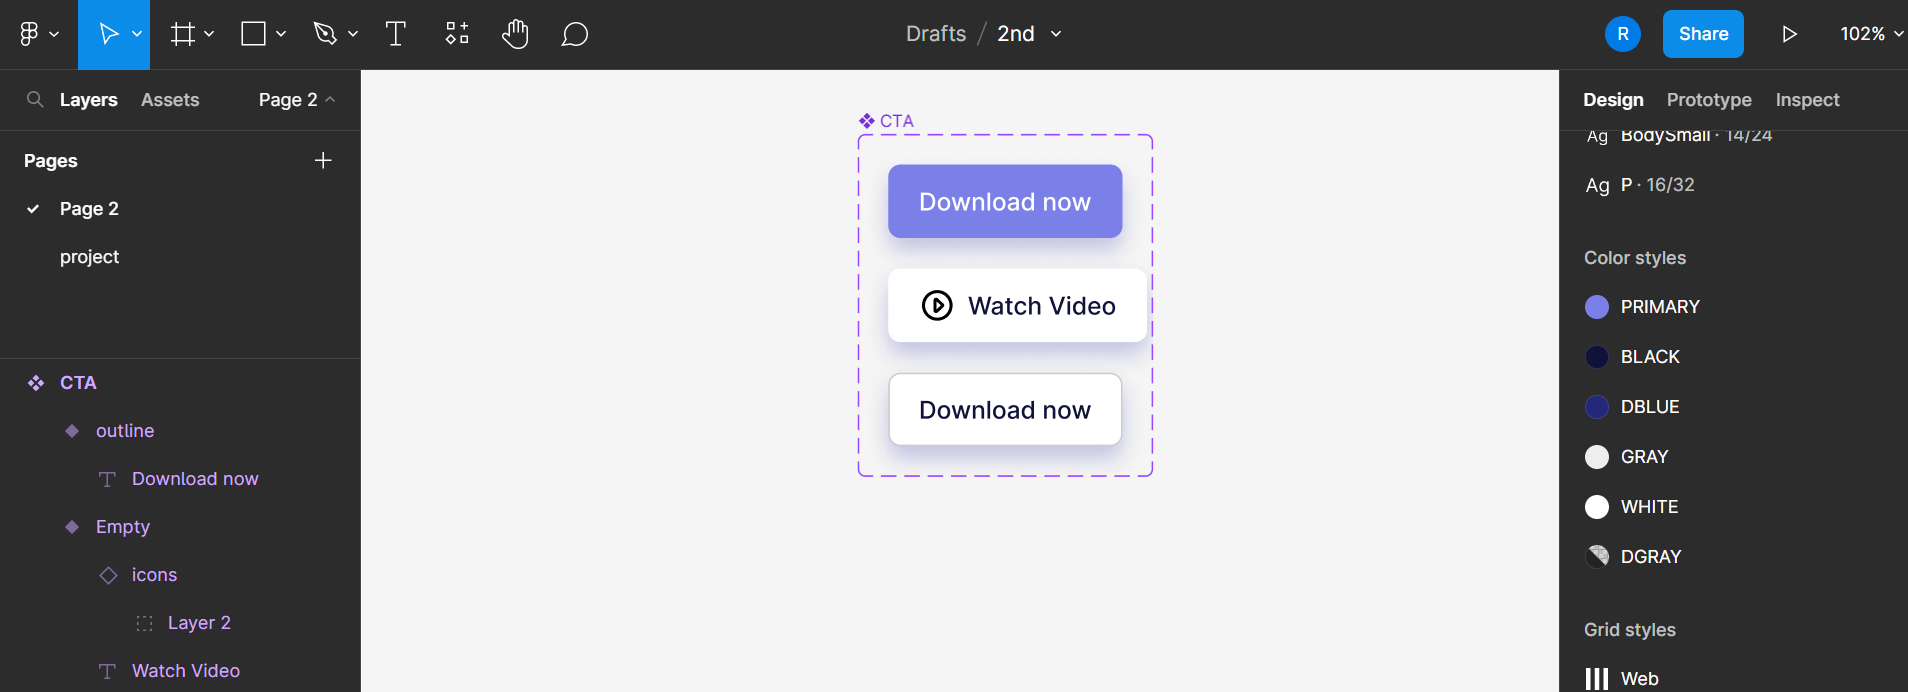 Drafts / 2nd
R
Share
102%
Layers
Assets
Page 2
Pages
Page 2
project
CTA
outline
Download now
Empty
icons
Layer 2
Watch Video
CTA
Download now
Watch Video
Download now
Design
Prototype
Inspect
Ag BodySmall · 14/24
Ag P · 16/32
Color styles
PRIMARY
BLACK
DBLUE
GRAY
WHITE
DGRAY
Grid styles
Web